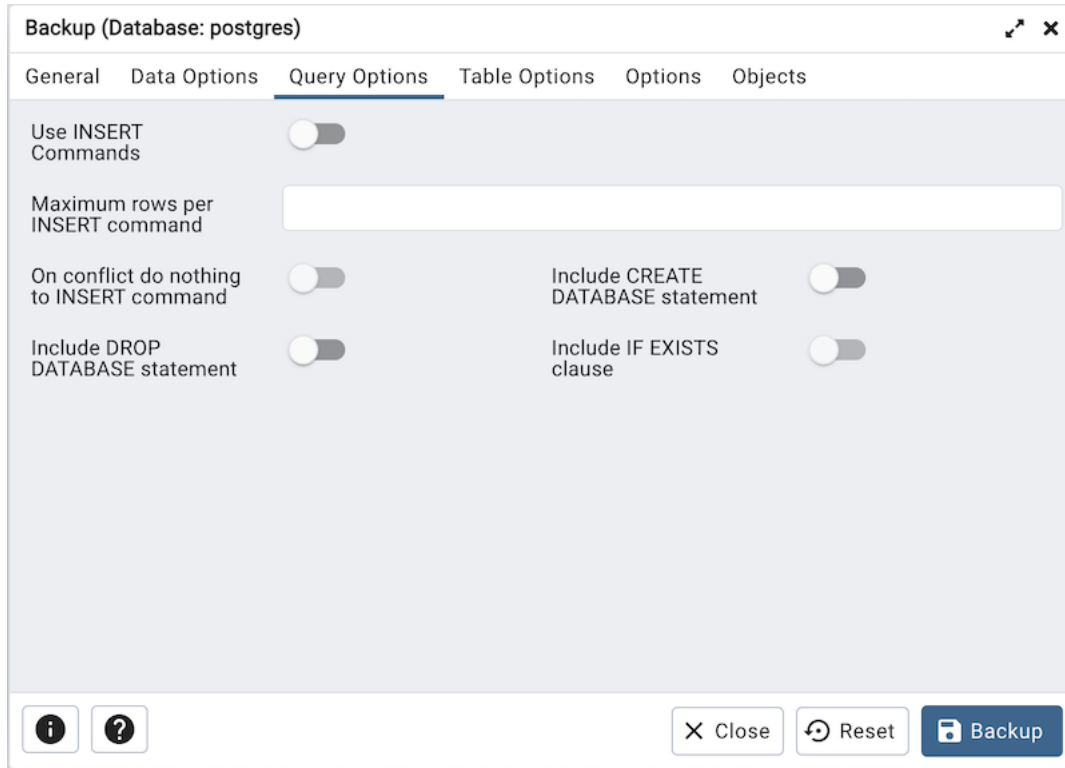 Backup (Database: postgres)
General Data Options Query Options Table Options Options Objects
Use INSERT
Commands
Maximum rows per
INSERT command
On conflict do nothing
to INSERT command
Include CREATE
DATABASE statement
Include DROP
DATABASE statement
Include IF EXISTS
clause
Close Reset Backup